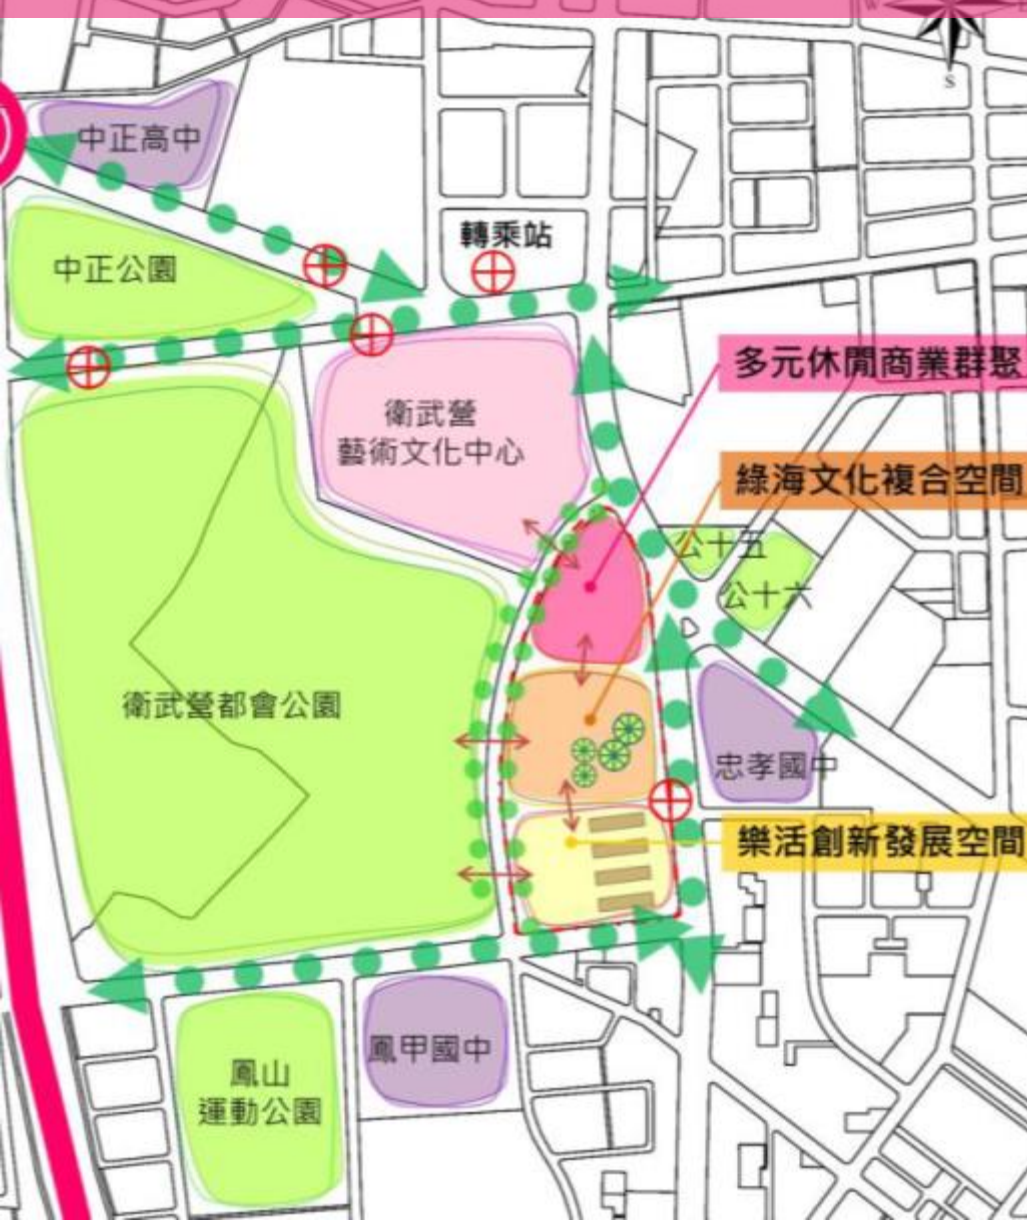 S
中正高中
轉乘站
中正公園
多元休閒商業群聚
衛武營
藝術文化中心
綠海文化複合空間
公十五
公十六
衛武營都會公園
忠孝國中
樂活創新發展空間
鳳甲國中
鳳山
運動公園